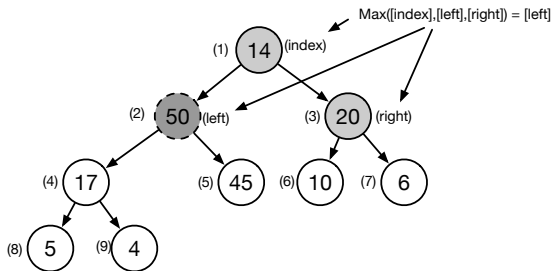 Max([index],[left],[right]) = [left]
(1) 14 (index)
(2) 50 (left)
(3) 20 (right)
(4) 17
(5) 45
(6) 10
(7) 6
(8) 5
(9) 4